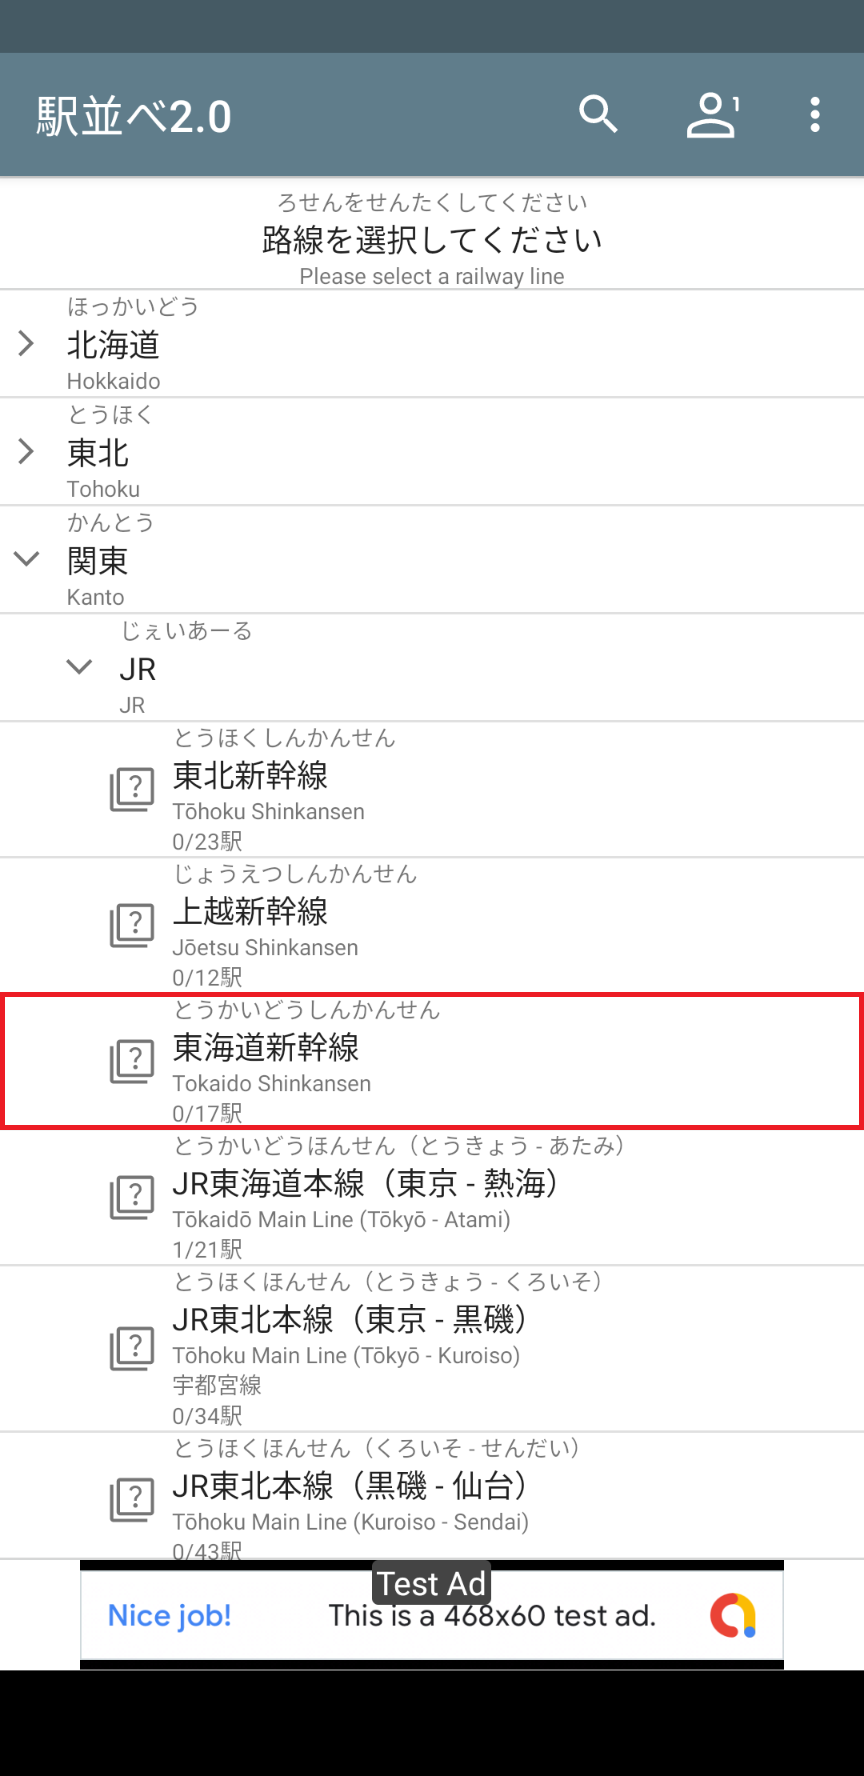 駅並べ2.0
1
ろせんをせんたくしてください
路線を選択してください
Please select a railway line
ほっかいどう
北海道
Hokkaido
とうほく
東北
Tohoku
かんとう
関東
Kanto
じぇいあーる
JR
JR
とうほくしんかんせん
東北新幹線
Tōhoku Shinkansen
0/23駅
じょうえつしんかんせん
上越新幹線
Jōetsu Shinkansen
0/12駅
とうかいどうしんかんせん
東海道新幹線
Tokaido Shinkansen
0/17駅
とうかいどうほんせん（とうきょう - あたみ）
JR東海道本線（東京 - 熱海）
Tōkaidō Main Line (Tōkyō - Atami)
1/21駅
とうほくほんせん（とうきょう - くろいそ）
JR東北本線（東京 - 黒磯）
Tōhoku Main Line (Tōkyō - Kuroiso)
宇都宮線
0/34駅
とうほくほんせん（くろいそ - せんだい）
JR東北本線（黒磯 - 仙台）
Tōhoku Main Line (Kuroiso - Sendai)
0/43駅
Test Ad
Nice job! This is a 468x60 test ad.